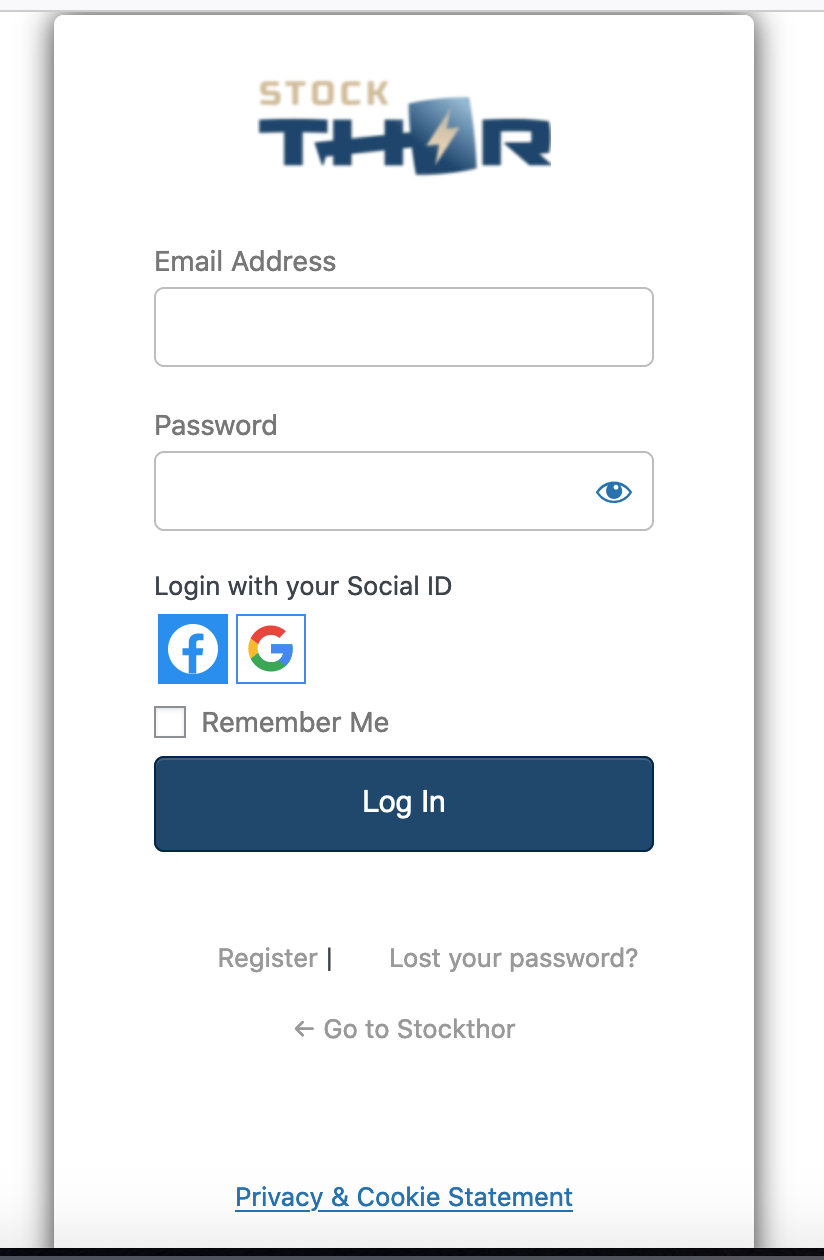 STOCK
THOR
Email Address
Password
Login with your Social ID
Remember Me
Log In
Register | Lost your password?
← Go to Stockthor
Privacy & Cookie Statement